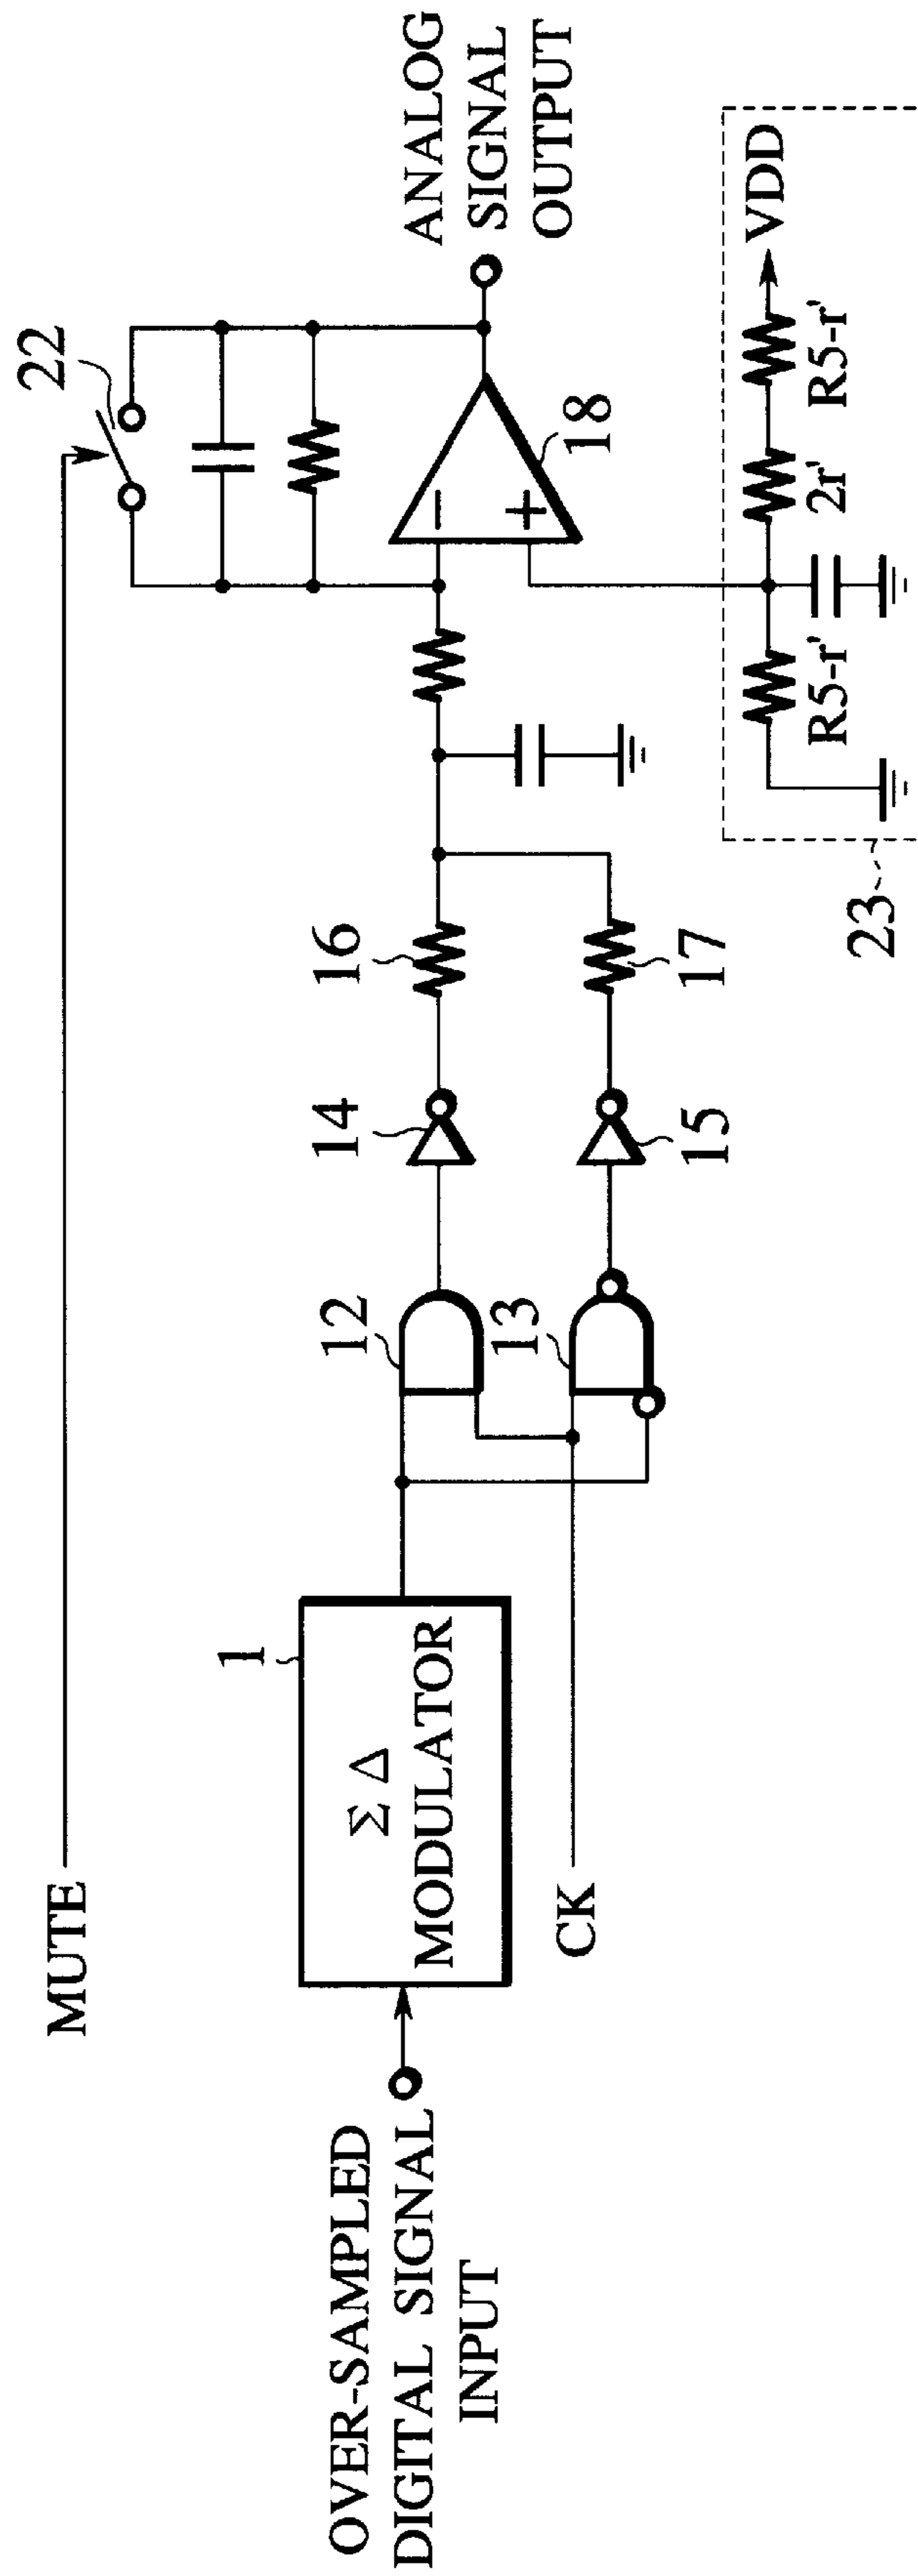 MUTE
22
OVER-SAMPLED
DIGITAL SIGNAL
INPUT
1
Σ Δ
MODULATOR
CK
12
13
14
15
16
17
18
ANALOG
SIGNAL
OUTPUT
23
R5-r'
2r'
R5-r'
VDD